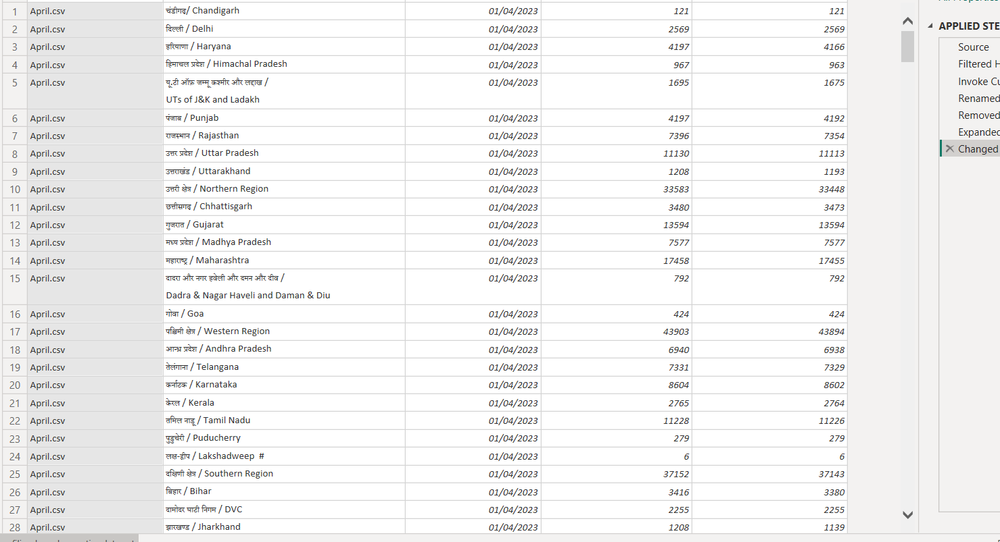 All Properties
APPLIED STE
Source
Filtered H
Invoke Cu
Renamed
Removed
Expanded
Changed
1 April.csv चंडीगढ़/ Chandigarh 01/04/2023 121 121
2 April.csv दिल्ली / Delhi 01/04/2023 2569 2569
3 April.csv हरियाणा / Haryana 01/04/2023 4197 4166
4 April.csv हिमाचल प्रदेश / Himachal Pradesh 01/04/2023 967 963
5 April.csv यू.टी ऑफ़ जम्मू कश्मीर और लद्दाख / 01/04/2023 1695 1675
UTs of J&K and Ladakh
6 April.csv पंजाब / Punjab 01/04/2023 4197 4192
7 April.csv राजस्थान / Rajasthan 01/04/2023 7396 7354
8 April.csv उत्तर प्रदेश / Uttar Pradesh 01/04/2023 11130 11113
9 April.csv उत्तराखंड / Uttarakhand 01/04/2023 1208 1193
10 April.csv उत्तरी क्षेत्र / Northern Region 01/04/2023 33583 33448
11 April.csv छत्तीसगढ़ / Chhattisgarh 01/04/2023 3480 3473
12 April.csv गुजरात / Gujarat 01/04/2023 13594 13594
13 April.csv मध्य प्रदेश / Madhya Pradesh 01/04/2023 7577 7577
14 April.csv महाराष्ट्र / Maharashtra 01/04/2023 17458 17455
15 April.csv दादरा और नगर हवेली और दमन और दीव / 01/04/2023 792 792
Dadra & Nagar Haveli and Daman & Diu
16 April.csv गोवा / Goa 01/04/2023 424 424
17 April.csv पश्चिमी क्षेत्र / Western Region 01/04/2023 43903 43894
18 April.csv आन्ध्र प्रदेश / Andhra Pradesh 01/04/2023 6940 6938
19 April.csv तेलंगाना / Telangana 01/04/2023 7331 7329
20 April.csv कर्नाटक / Karnataka 01/04/2023 8604 8602
21 April.csv केरल / Kerala 01/04/2023 2765 2764
22 April.csv तमिल नाडू / Tamil Nadu 01/04/2023 11228 11226
23 April.csv पुडुचेरी / Puducherry 01/04/2023 279 279
24 April.csv लक्ष-द्वीप / Lakshadweep # 01/04/2023 6 6
25 April.csv दक्षिणी क्षेत्र / Southern Region 01/04/2023 37152 37143
26 April.csv बिहार / Bihar 01/04/2023 3416 3380
27 April.csv दामोदर घाटी निगम / DVC 01/04/2023 2255 2255
28 April.csv झारखण्ड / Jharkhand 01/04/2023 1208 1139